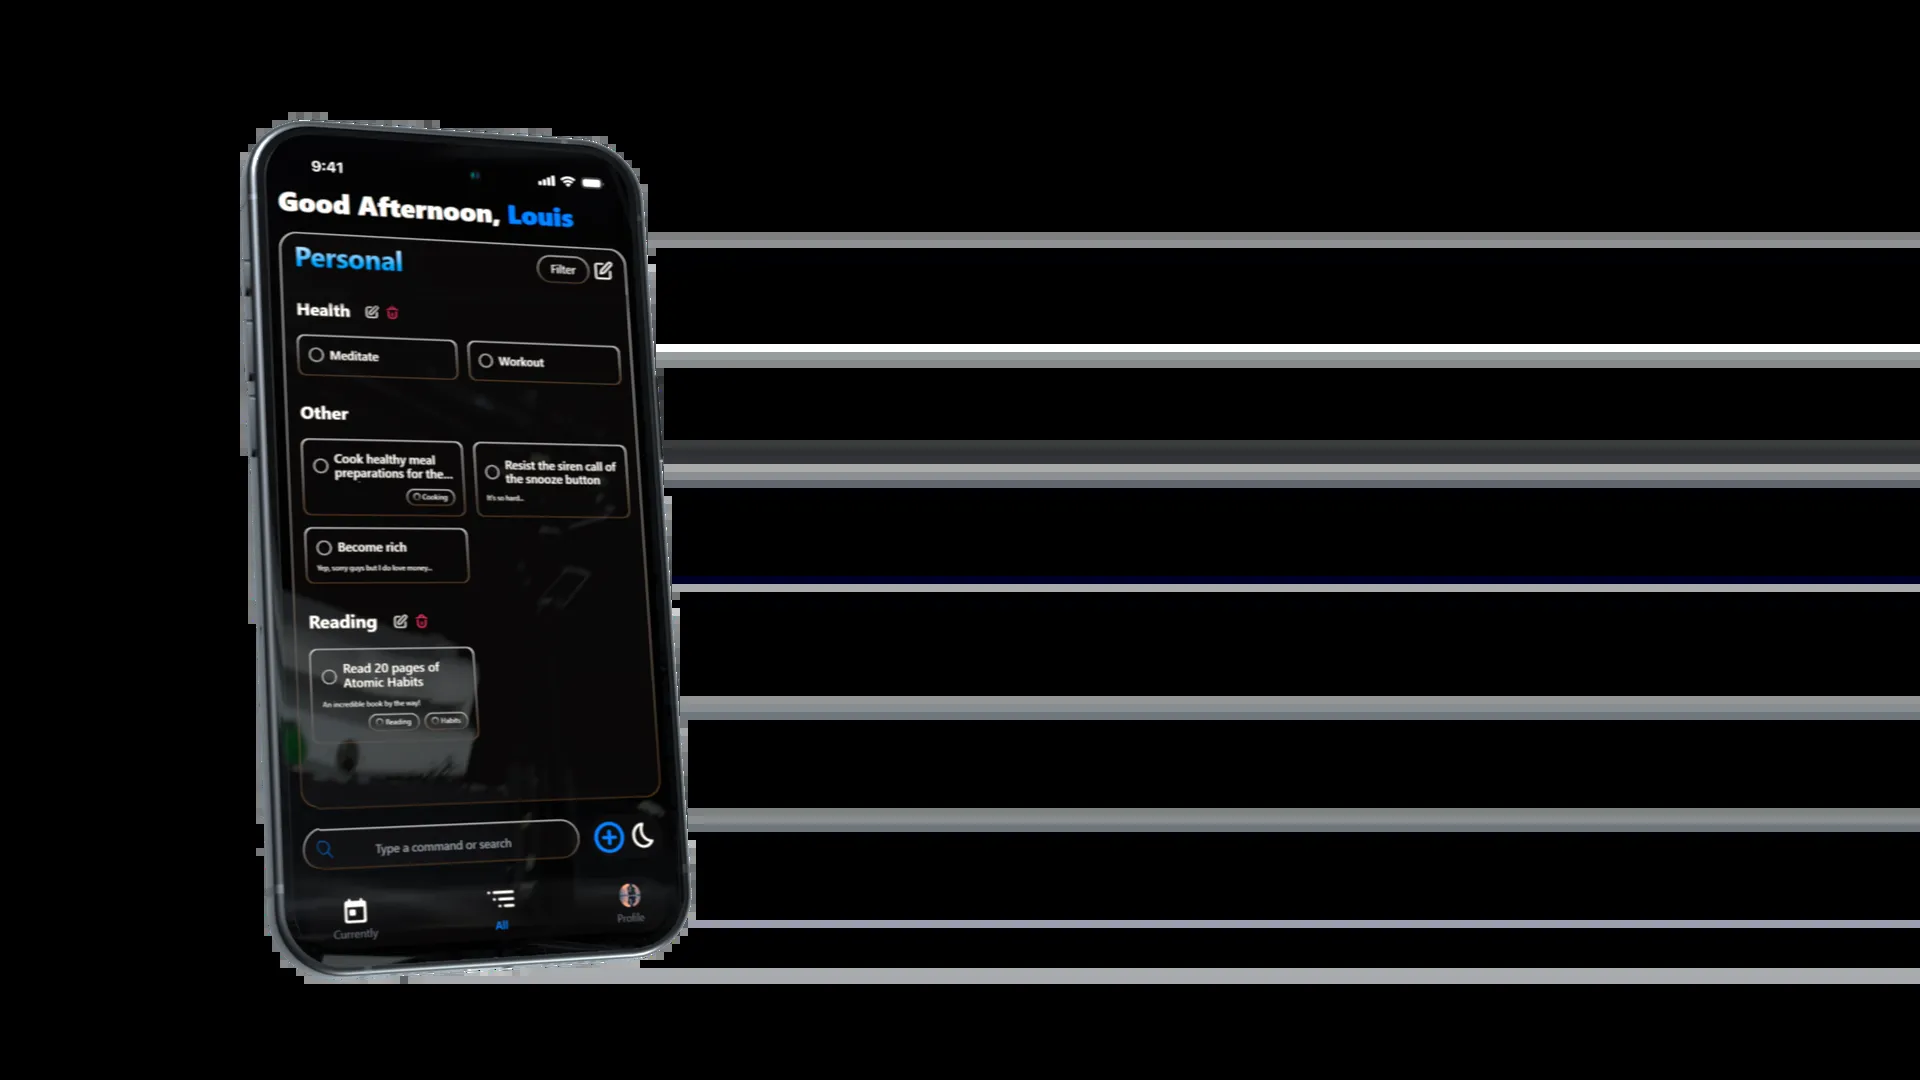 9:41
Good Afternoon, Louis
Personal
Filter
Health
Meditate
Workout
Other
Cook healthy meal
preparations for the...
Cooking
Resist the siren call of
the snooze button
It's so hard...
Become rich
Yep, sorry guys but I do love money...
Reading
Read 20 pages of
Atomic Habits
An incredible book by the way!
Reading
Habits
Type a command or search
Currently
All
Profile